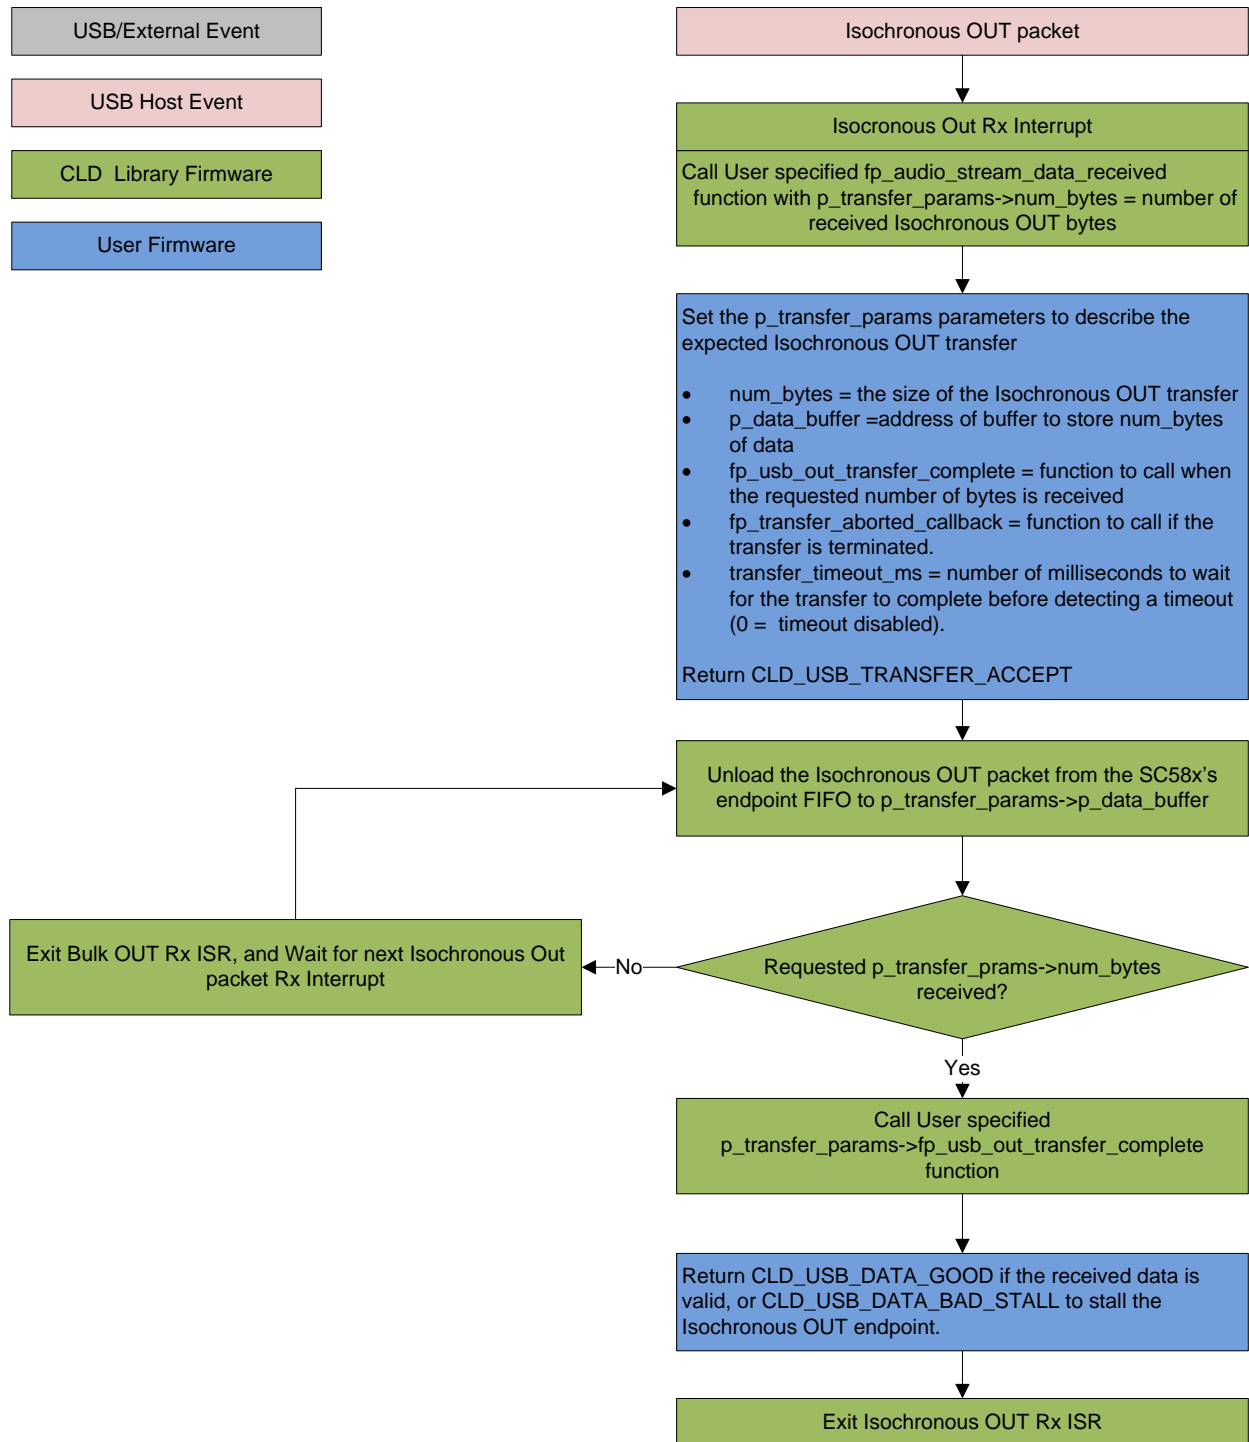 USB/External Event
USB Host Event
CLD  Library Firmware
User Firmware
Isochronous OUT packet
Isocronous Out Rx Interrupt
Call User specified fp_audio_stream_data_received
function with p_transfer_params->num_bytes = number of
received Isochronous OUT bytes
Set the p_transfer_params parameters to describe the
expected Isochronous OUT transfer
• num_bytes = the size of the Isochronous OUT transfer
• p_data_buffer =address of buffer to store num_bytes
of data
• fp_usb_out_transfer_complete = function to call when
the requested number of bytes is received
• fp_transfer_aborted_callback = function to call if the
transfer is terminated.
• transfer_timeout_ms = number of milliseconds to wait
for the transfer to complete before detecting a timeout
(0 =  timeout disabled).
Return CLD_USB_TRANSFER_ACCEPT
Unload the Isochronous OUT packet from the SC58x's
endpoint FIFO to p_transfer_params->p_data_buffer
Exit Bulk OUT Rx ISR, and Wait for next Isochronous Out
packet Rx Interrupt
No
Requested p_transfer_prams->num_bytes
received?
Yes
Call User specified
p_transfer_params->fp_usb_out_transfer_complete
function
Return CLD_USB_DATA_GOOD if the received data is
valid, or CLD_USB_DATA_BAD_STALL to stall the
Isochronous OUT endpoint.
Exit Isochronous OUT Rx ISR